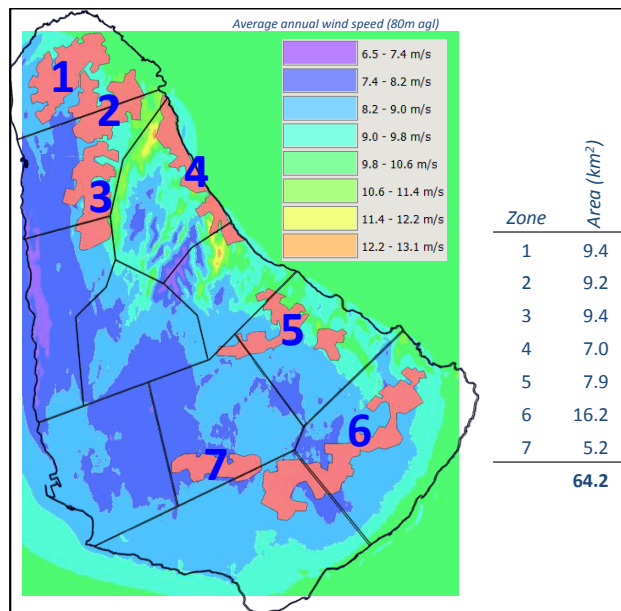 Average annual wind speed (80m agl)
6.5 - 7.4 m/s
7.4 - 8.2 m/s
8.2 - 9.0 m/s
9.0 - 9.8 m/s
9.8 - 10.6 m/s
10.6 - 11.4 m/s
11.4 - 12.2 m/s
12.2 - 13.1 m/s
1
2
3
4
5
6
7
Zone Area (km²)
1 9.4
2 9.2
3 9.4
4 7.0
5 7.9
6 16.2
7 5.2
64.2